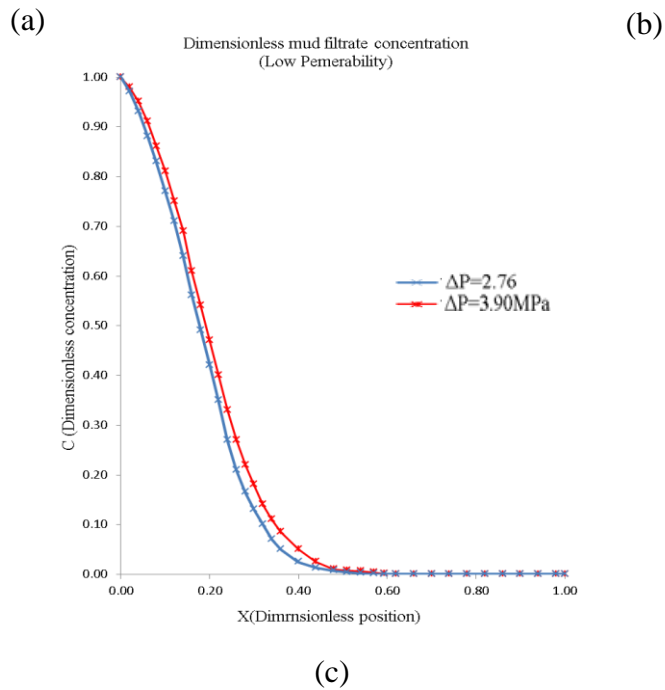 (a)
(b)
Dimensionless mud filtrate concentration
(Low Pemerability)
1.00
0.90
0.80
0.70
0.60
0.50
0.40
0.30
0.20
0.10
0.00
C (Dimensionless concentration)
ΔP=2.76
ΔP=3.90MPa
0.00 0.20 0.40 0.60 0.80 1.00
X(Dimrnsionless position)
(c)